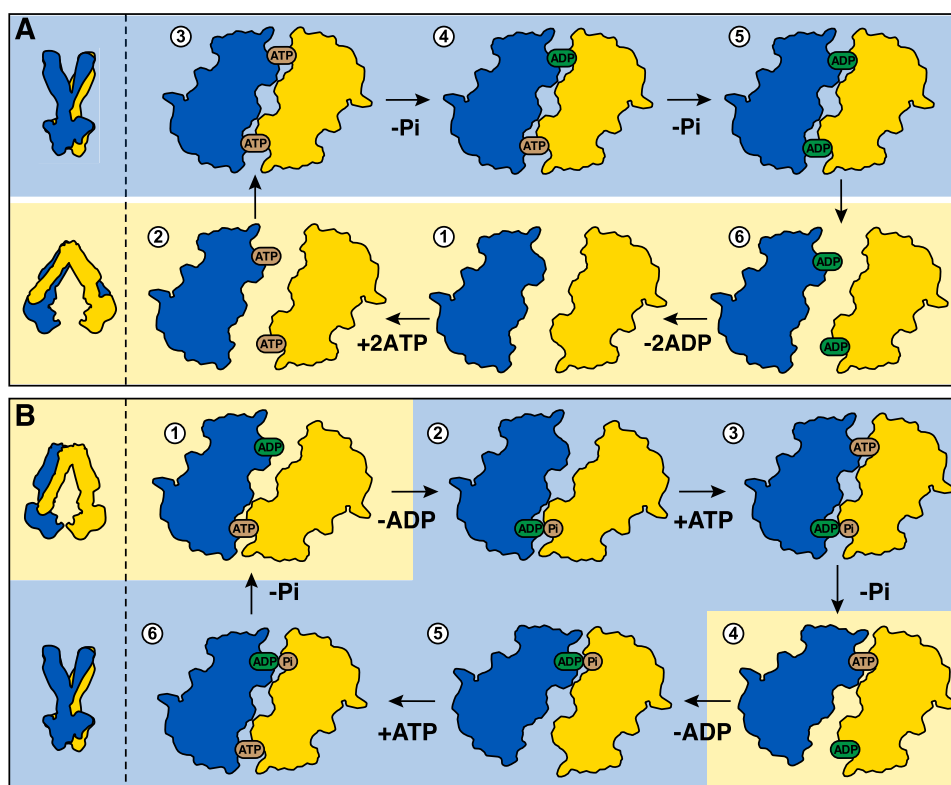 A
3
ATP
ATP
-Pi
4
ADP
ATP
-Pi
5
ADP
ADP
2
ATP
ATP
+2ATP
1
-2ADP
6
ADP
ADP
B
1
ADP
ATP
-ADP
2
ADP Pi
+ATP
3
ATP
ADP Pi
-Pi
-Pi
6
ADP Pi
ATP
+ATP
5
ADP Pi
-ADP
4
ATP
ADP